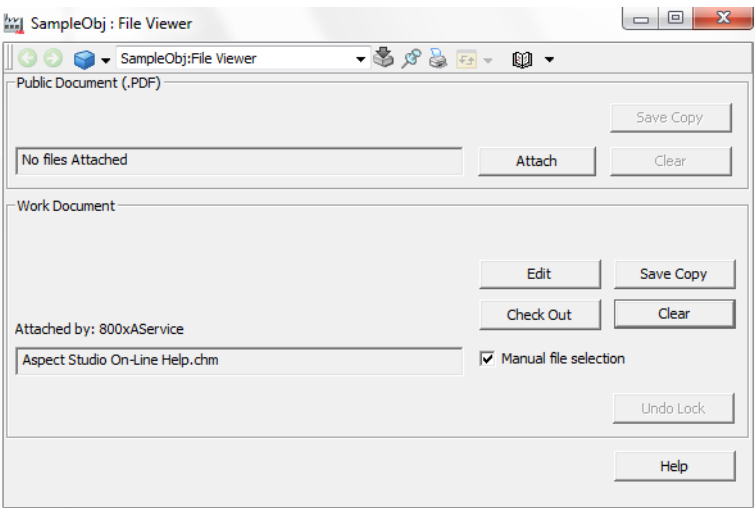 SampleObj : File Viewer
SampleObj:File Viewer
Public Document (.PDF)
Save Copy
No files Attached
Attach
Clear
Work Document
Edit
Save Copy
Check Out
Clear
Attached by: 800xAService
Aspect Studio On-Line Help.chm
Manual file selection
Undo Lock
Help